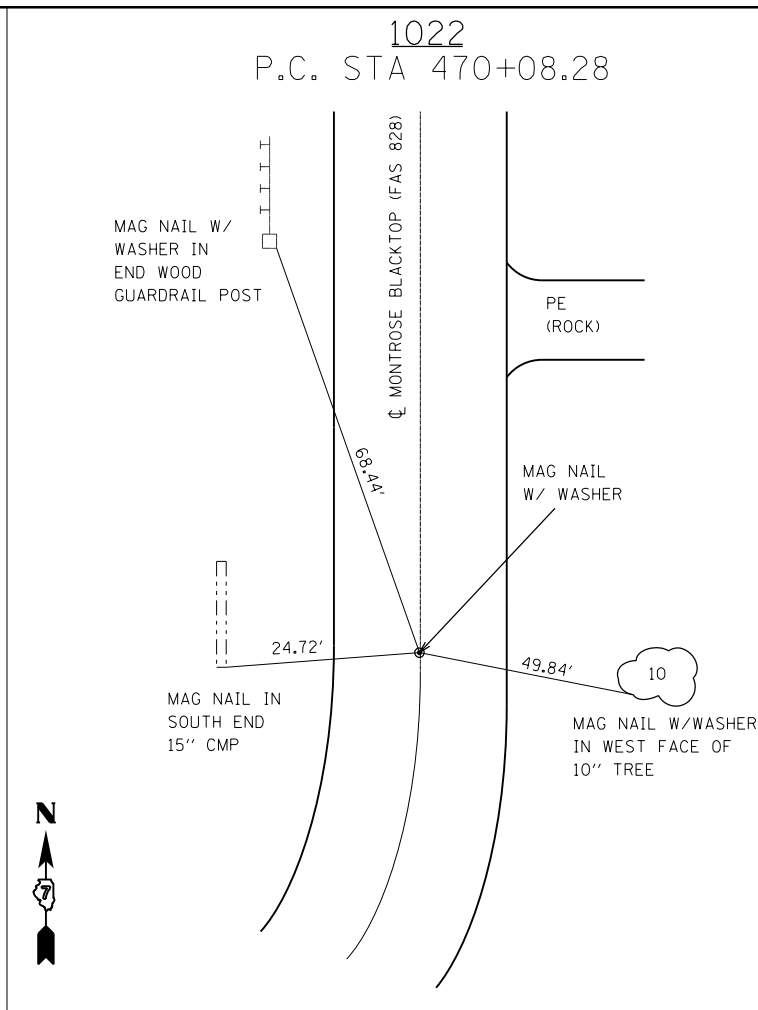 1022
P.C. STA 470+08.28
℄ MONTROSE BLACKTOP (FAS 828)
MAG NAIL W/
WASHER IN
END WOOD
GUARDRAIL POST
PE
(ROCK)
68.44'
MAG NAIL
W/ WASHER
24.72'
49.84'
10
MAG NAIL IN
SOUTH END
15'' CMP
MAG NAIL W/WASHER
IN WEST FACE OF
10'' TREE
N
7